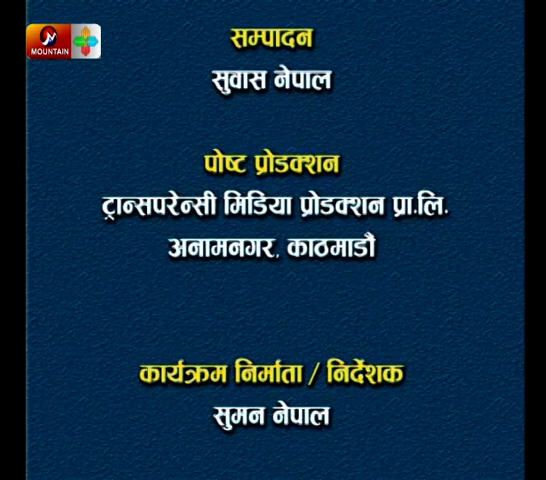 MOUNTAIN
सम्पादन
सुवास नेपाल
पोष्ट प्रोडक्शन
ट्रान्सपरेन्सी मिडिया प्रोडक्शन प्रा.लि.
अनामनगर, काठमाडौं
कार्यक्रम निर्माता / निर्देशक
सुमन नेपाल